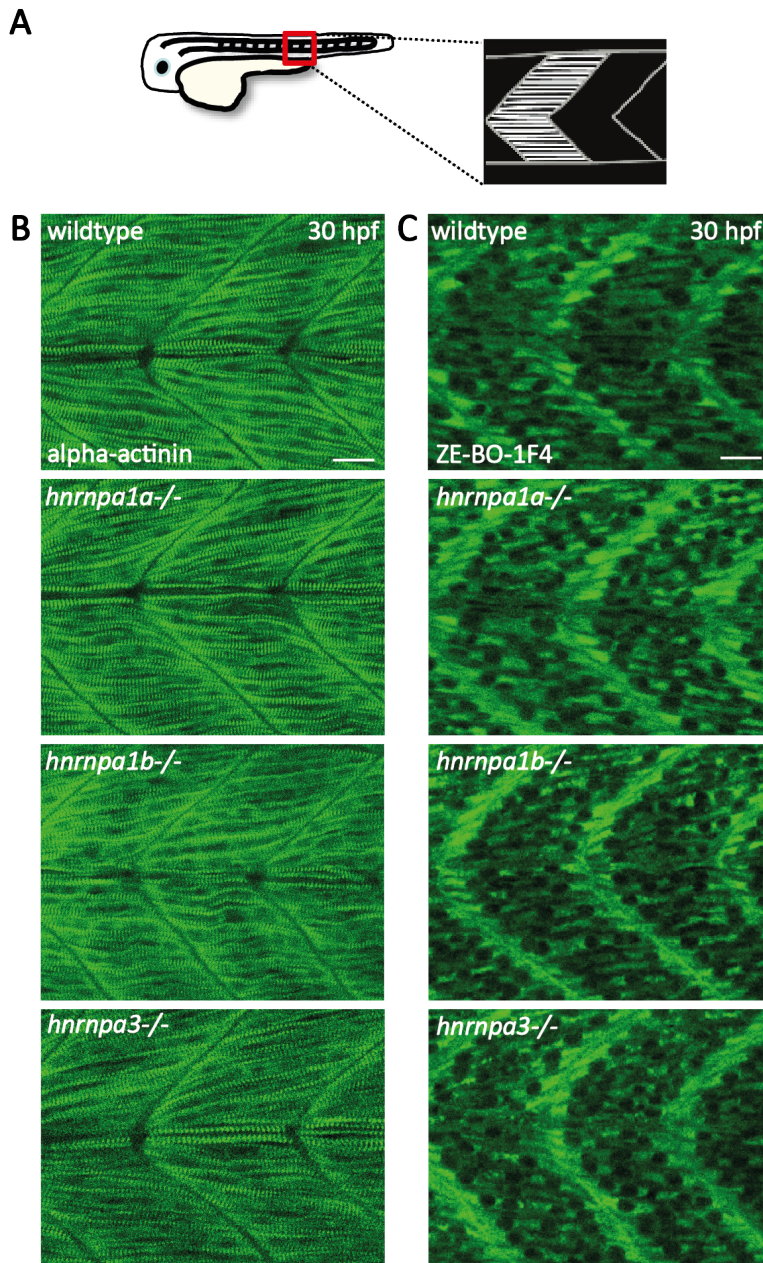 A
B
wildtype 30 hpf
alpha-actinin
C
wildtype 30 hpf
ZE-BO-1F4
hnrnpa1a-/-
hnrnpa1a-/-
hnrnpa1b-/-
hnrnpa1b-/-
hnrnpa3-/-
hnrnpa3-/-